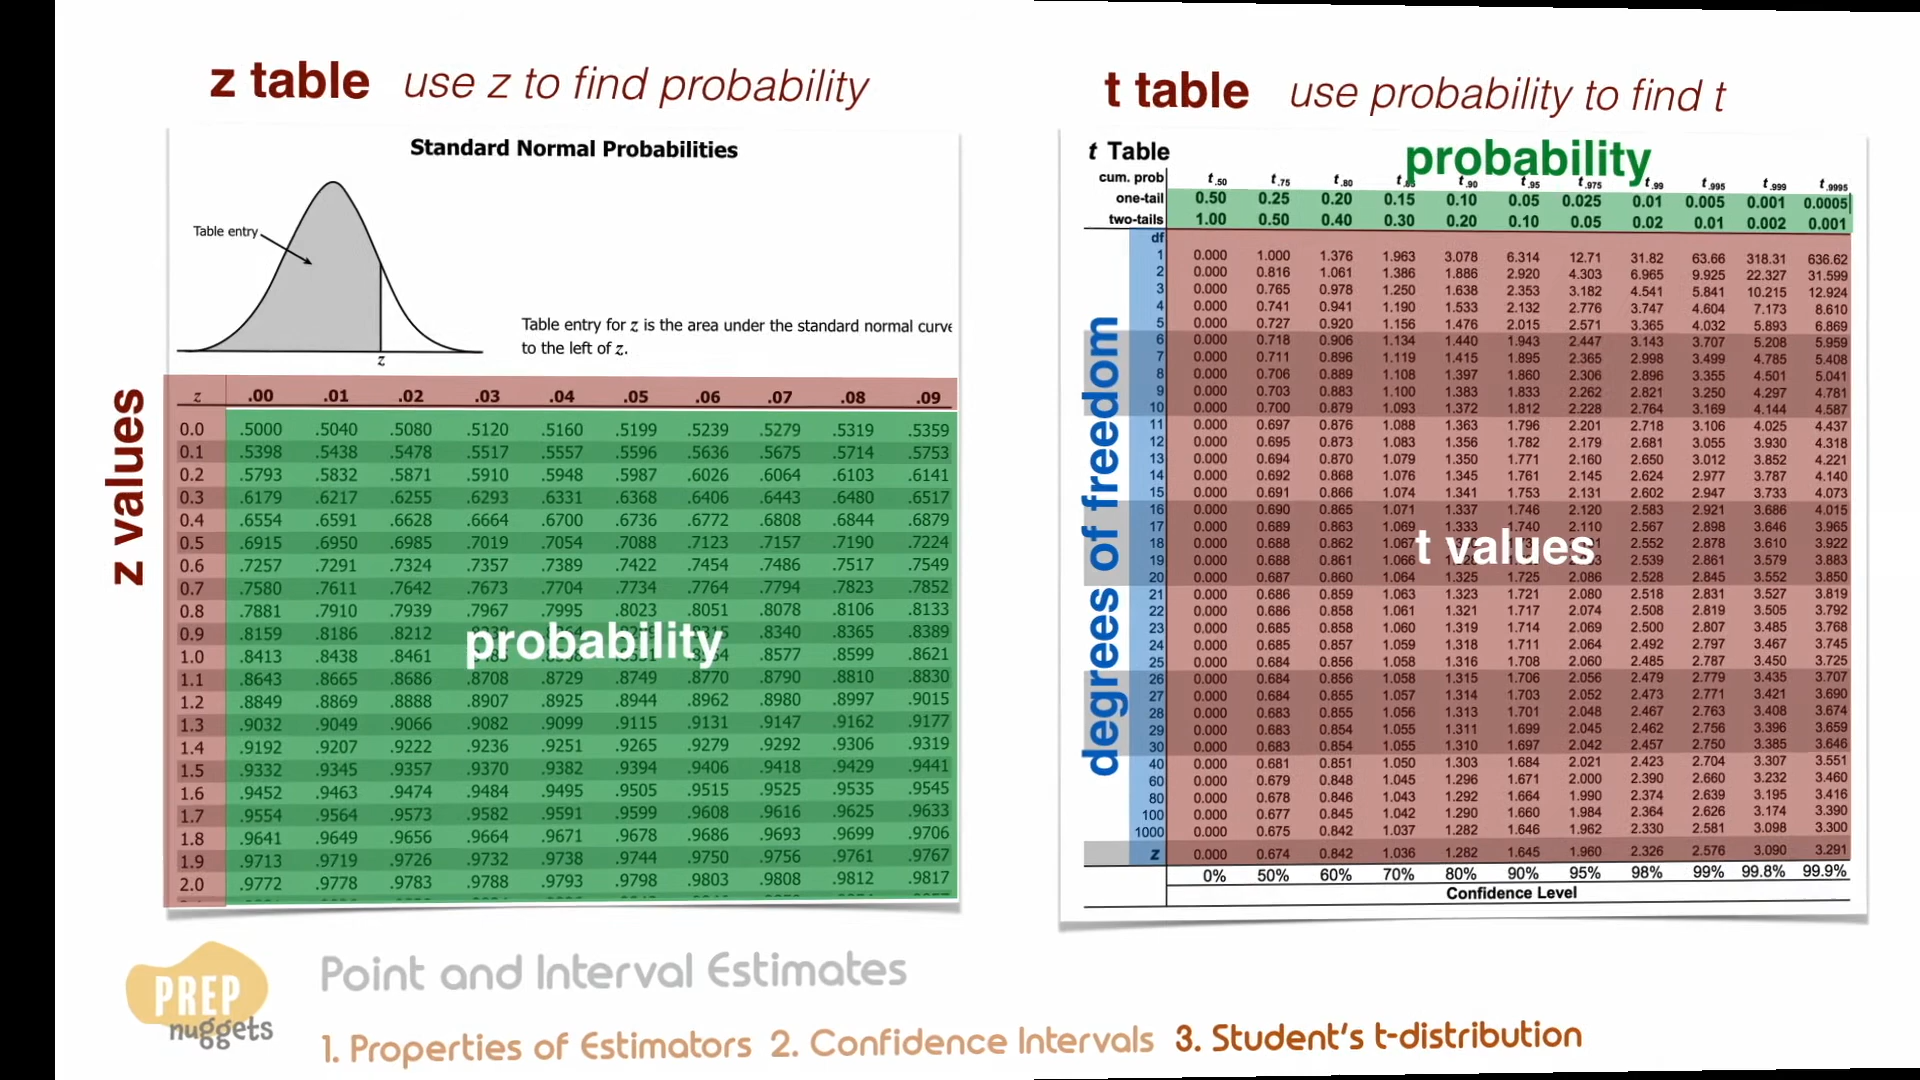 z table use z to find probability
Standard Normal Probabilities
Table entry
z
Table entry for z is the area under the standard normal curve
to the left of z.
z values
z .00 .01 .02 .03 .04 .05 .06 .07 .08 .09
0.0 .5000 .5040 .5080 .5120 .5160 .5199 .5239 .5279 .5319 .5359
0.1 .5398 .5438 .5478 .5517 .5557 .5596 .5636 .5675 .5714 .5753
0.2 .5793 .5832 .5871 .5910 .5948 .5987 .6026 .6064 .6103 .6141
0.3 .6179 .6217 .6255 .6293 .6331 .6368 .6406 .6443 .6480 .6517
0.4 .6554 .6591 .6628 .6664 .6700 .6736 .6772 .6808 .6844 .6879
0.5 .6915 .6950 .6985 .7019 .7054 .7088 .7123 .7157 .7190 .7224
0.6 .7257 .7291 .7324 .7357 .7389 .7422 .7454 .7486 .7517 .7549
0.7 .7580 .7611 .7642 .7673 .7704 .7734 .7764 .7794 .7823 .7852
0.8 .7881 .7910 .7939 .7967 .7995 .8023 .8051 .8078 .8106 .8133
0.9 .8159 .8186 .8212 .8340 .8365 .8389
probability
1.0 .8413 .8438 .8461 .8577 .8599 .8621
1.1 .8643 .8665 .8686 .8708 .8729 .8749 .8770 .8790 .8810 .8830
1.2 .8849 .8869 .8888 .8907 .8925 .8944 .8962 .8980 .8997 .9015
1.3 .9032 .9049 .9066 .9082 .9099 .9115 .9131 .9147 .9162 .9177
1.4 .9192 .9207 .9222 .9236 .9251 .9265 .9279 .9292 .9306 .9319
1.5 .9332 .9345 .9357 .9370 .9382 .9394 .9406 .9418 .9429 .9441
1.6 .9452 .9463 .9474 .9484 .9495 .9505 .9515 .9525 .9535 .9545
1.7 .9554 .9564 .9573 .9582 .9591 .9599 .9608 .9616 .9625 .9633
1.8 .9641 .9649 .9656 .9664 .9671 .9678 .9686 .9693 .9699 .9706
1.9 .9713 .9719 .9726 .9732 .9738 .9744 .9750 .9756 .9761 .9767
2.0 .9772 .9778 .9783 .9788 .9793 .9798 .9803 .9808 .9812 .9817
t table use probability to find t
t Table
probability
cum. prob t.50 t.75 t.80 t.90 t.95 t.975 t.99 t.995 t.999 t.9995
one-tail 0.50 0.25 0.20 0.15 0.10 0.05 0.025 0.01 0.005 0.001 0.0005
two-tails 1.00 0.50 0.40 0.30 0.20 0.10 0.05 0.02 0.01 0.002 0.001
degrees of freedom
df
1 0.000 1.000 1.376 1.963 3.078 6.314 12.71 31.82 63.66 318.31 636.62
2 0.000 0.816 1.061 1.386 1.886 2.920 4.303 6.965 9.925 22.327 31.599
3 0.000 0.765 0.978 1.250 1.638 2.353 3.182 4.541 5.841 10.215 12.924
4 0.000 0.741 0.941 1.190 1.533 2.132 2.776 3.747 4.604 7.173 8.610
5 0.000 0.727 0.920 1.156 1.476 2.015 2.571 3.365 4.032 5.893 6.869
6 0.000 0.718 0.906 1.134 1.440 1.943 2.447 3.143 3.707 5.208 5.959
7 0.000 0.711 0.896 1.119 1.415 1.895 2.365 2.998 3.499 4.785 5.408
8 0.000 0.706 0.889 1.108 1.397 1.860 2.306 2.896 3.355 4.501 5.041
9 0.000 0.703 0.883 1.100 1.383 1.833 2.262 2.821 3.250 4.297 4.781
10 0.000 0.700 0.879 1.093 1.372 1.812 2.228 2.764 3.169 4.144 4.587
11 0.000 0.697 0.876 1.088 1.363 1.796 2.201 2.718 3.106 4.025 4.437
12 0.000 0.695 0.873 1.083 1.356 1.782 2.179 2.681 3.055 3.930 4.318
13 0.000 0.694 0.870 1.079 1.350 1.771 2.160 2.650 3.012 3.852 4.221
14 0.000 0.692 0.868 1.076 1.345 1.761 2.145 2.624 2.977 3.787 4.140
15 0.000 0.691 0.866 1.074 1.341 1.753 2.131 2.602 2.947 3.733 4.073
16 0.000 0.690 0.865 1.071 1.337 1.746 2.120 2.583 2.921 3.686 4.015
17 0.000 0.689 0.863 1.069 1.333 1.740 2.110 2.567 2.898 3.646 3.965
18 0.000 0.688 0.862 1.067 2.552 2.878 3.610 3.922
t values
19 0.000 0.688 0.861 1.066 2.539 2.861 3.579 3.883
20 0.000 0.687 0.860 1.064 1.325 1.725 2.086 2.528 2.845 3.552 3.850
21 0.000 0.686 0.859 1.063 1.323 1.721 2.080 2.518 2.831 3.527 3.819
22 0.000 0.686 0.858 1.061 1.321 1.717 2.074 2.508 2.819 3.505 3.792
23 0.000 0.685 0.858 1.060 1.319 1.714 2.069 2.500 2.807 3.485 3.768
24 0.000 0.685 0.857 1.059 1.318 1.711 2.064 2.492 2.797 3.467 3.745
25 0.000 0.684 0.856 1.058 1.316 1.708 2.060 2.485 2.787 3.450 3.725
26 0.000 0.684 0.856 1.058 1.315 1.706 2.056 2.479 2.779 3.435 3.707
27 0.000 0.684 0.855 1.057 1.314 1.703 2.052 2.473 2.771 3.421 3.690
28 0.000 0.683 0.855 1.056 1.313 1.701 2.048 2.467 2.763 3.408 3.674
29 0.000 0.683 0.854 1.055 1.311 1.699 2.045 2.462 2.756 3.396 3.659
30 0.000 0.683 0.854 1.055 1.310 1.697 2.042 2.457 2.750 3.385 3.646
40 0.000 0.681 0.851 1.050 1.303 1.684 2.021 2.423 2.704 3.307 3.551
60 0.000 0.679 0.848 1.045 1.296 1.671 2.000 2.390 2.660 3.232 3.460
80 0.000 0.678 0.846 1.043 1.292 1.664 1.990 2.374 2.639 3.195 3.416
100 0.000 0.677 0.845 1.042 1.290 1.660 1.984 2.364 2.626 3.174 3.390
1000 0.000 0.675 0.842 1.037 1.282 1.646 1.962 2.330 2.581 3.098 3.300
z 0.000 0.674 0.842 1.036 1.282 1.645 1.960 2.326 2.576 3.090 3.291
0% 50% 60% 70% 80% 90% 95% 98% 99% 99.8% 99.9%
Confidence Level
PREP
nuggets
Point and Interval Estimates
1. Properties of Estimators 2. Confidence Intervals 3. Student's t-distribution